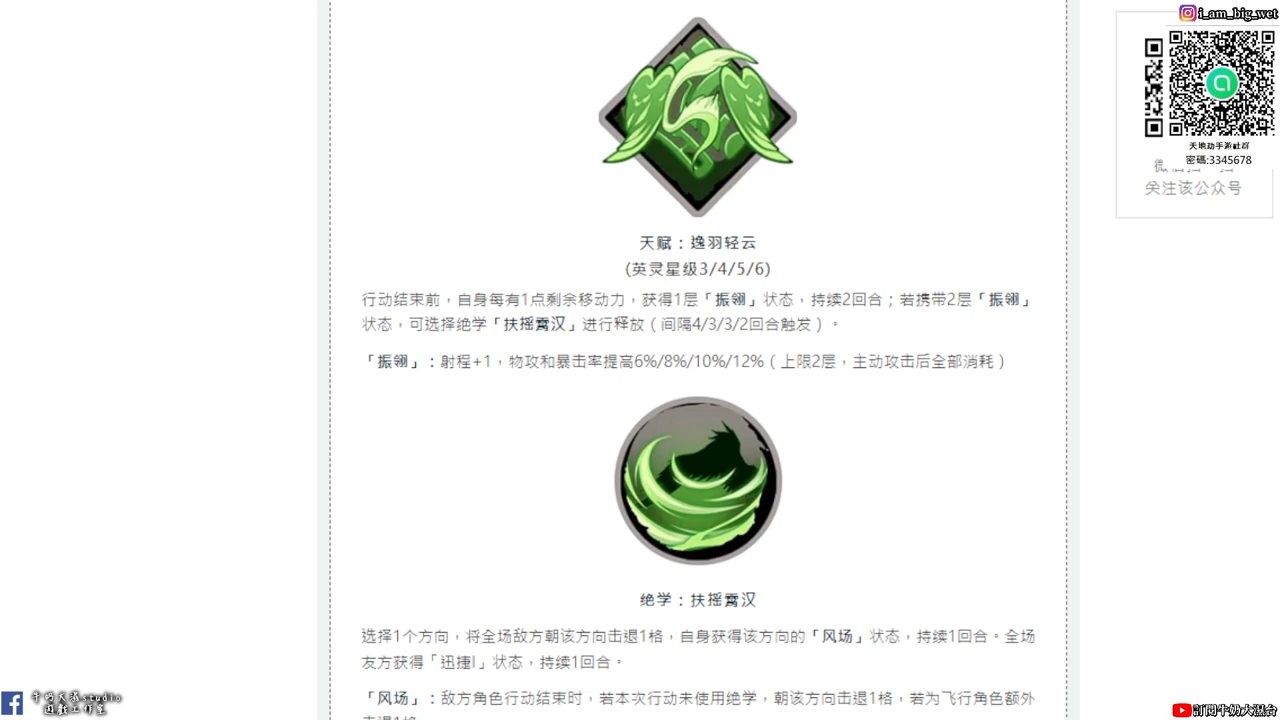 i_am_big_wet
天地劫手游社群
密碼:3345678
关注该公众号
天赋：逸羽轻云
(英灵星级3/4/5/6)
行动结束前，自身每有1点剩余移动力，获得1层「振翎」状态，持续2回合；若携带2层「振翎」
状态，可选择绝学「扶摇霄汉」进行释放（间隔4/3/3/2回合触发）。
「振翎」：射程+1，物攻和暴击率提高6%/8%/10%/12%（上限2层，主动攻击后全部消耗）
绝学：扶摇霄汉
选择1个方向，将全场敌方朝该方向击退1格，自身获得该方向的「风场」状态，持续1回合。全场
友方获得「迅捷I」状态，持续1回合。
「风场」：敌方角色行动结束时，若本次行动未使用绝学，朝该方向击退1格，若为飞行角色额外
牛奶大濕studio
遊戲工作室
訂閱牛奶大濕杰